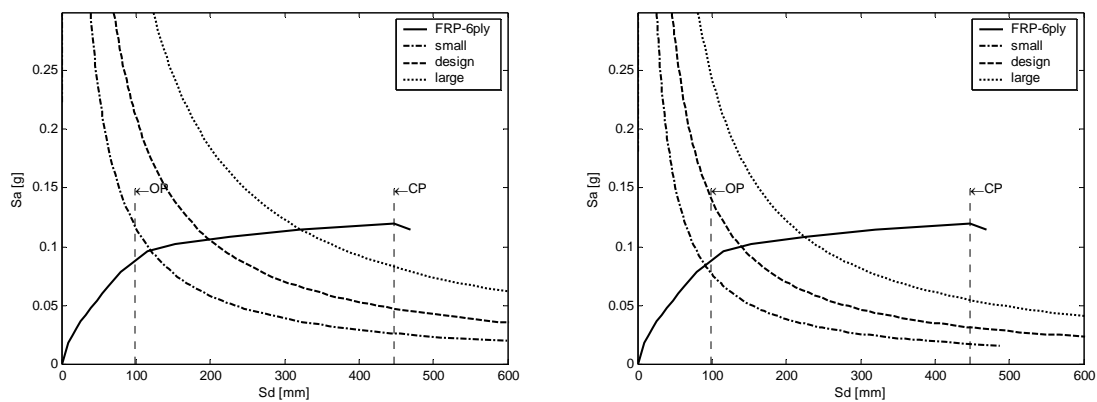 FRP-6ply
small
design
large
0.25
0.2
0.15
0.1
0.05
0
Sa [g]
←OP
←CP
0 100 200 300 400 500 600
Sd [mm]
FRP-6ply
small
design
large
0.25
0.2
0.15
0.1
0.05
0
Sa [g]
←OP
←CP
0 100 200 300 400 500 600
Sd [mm]